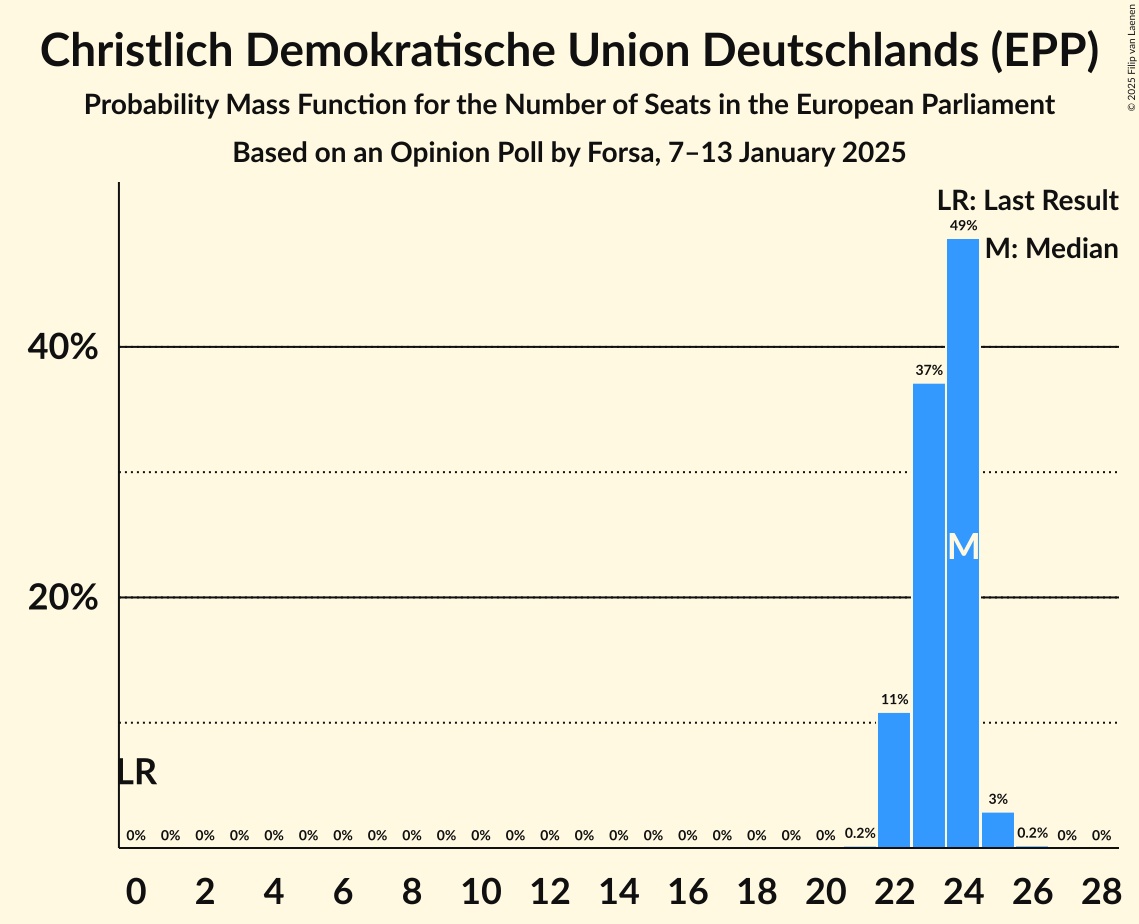 Christlich Demokratische Union Deutschlands (EPP)
Probability Mass Function for the Number of Seats in the European Parliament
Based on an Opinion Poll by Forsa, 7–13 January 2025
© 2025 Filip van Laenen
LR: Last Result
M: Median
49%
40%
37%
M
20%
11%
LR
3%
0% 0% 0% 0% 0% 0% 0% 0% 0% 0% 0% 0% 0% 0% 0% 0% 0% 0% 0% 0% 0% 0.2% 0.2% 0% 0%
0 2 4 6 8 10 12 14 16 18 20 22 24 26 28